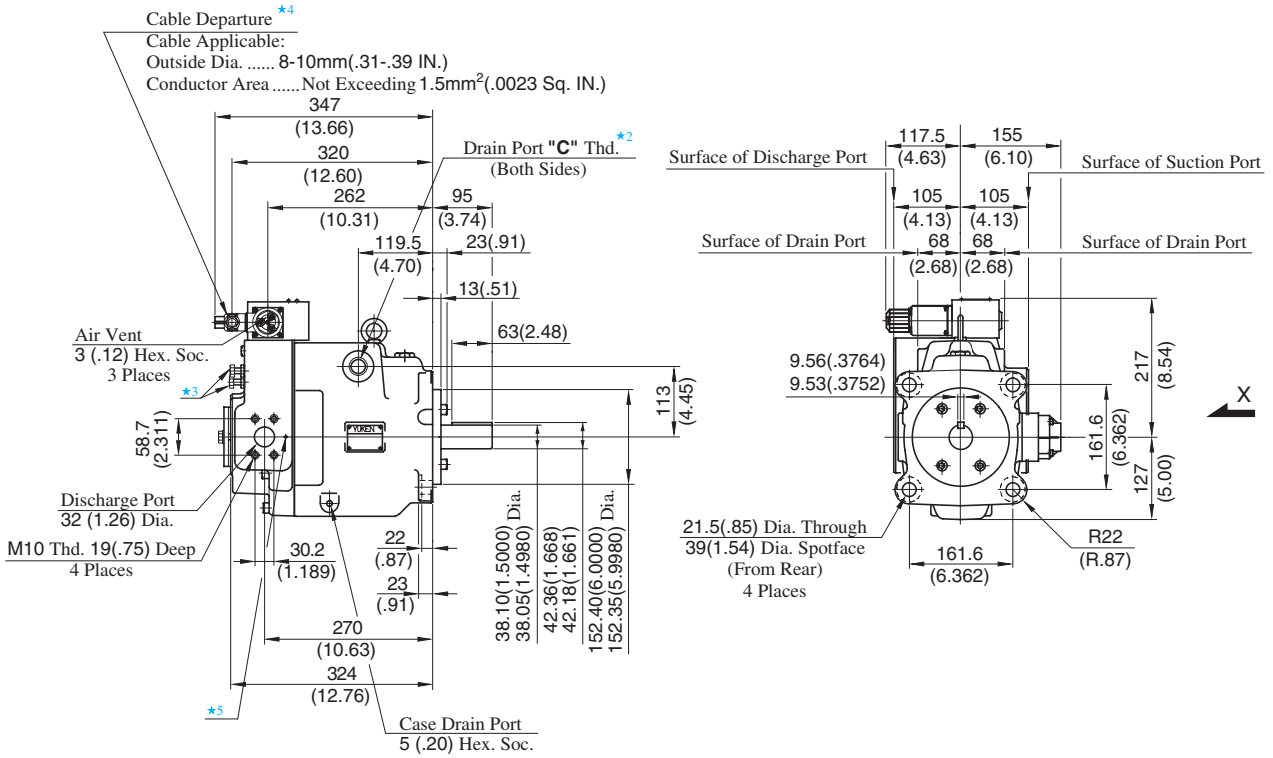 Cable Departure ★4
Cable Applicable:
Outside Dia. ...... 8-10mm(.31-.39 IN.)
Conductor Area ...... Not Exceeding 1.5mm2(.0023 Sq. IN.)
347
(13.66)
320
(12.60)
262
(10.31)
Drain Port "C" Thd.★2
(Both Sides)
95
(3.74)
119.5
(4.70)
23(.91)
13(.51)
63(2.48)
Air Vent
3 (.12) Hex. Soc.
3 Places
★3
58.7
(2.311)
YUKEN
113
(4.45)
Discharge Port
32 (1.26) Dia.
M10 Thd. 19(.75) Deep
4 Places
30.2
(1.189)
22
(.87)
23
(.91)
270
(10.63)
324
(12.76)
★5
Case Drain Port
5 (.20) Hex. Soc.
38.10(1.5000) Dia.
38.05(1.4980)
42.36(1.668)
42.18(1.661)
152.40(6.0000) Dia.
152.35(5.9980)
117.5
(4.63)
155
(6.10)
Surface of Discharge Port
Surface of Suction Port
105
(4.13)
105
(4.13)
Surface of Drain Port
68
(2.68)
68
(2.68)
Surface of Drain Port
9.56(.3764)
9.53(.3752)
217
(8.54)
X
161.6
(6.362)
127
(5.00)
21.5(.85) Dia. Through
39(1.54) Dia. Spotface
(From Rear)
4 Places
161.6
(6.362)
R22
(R.87)